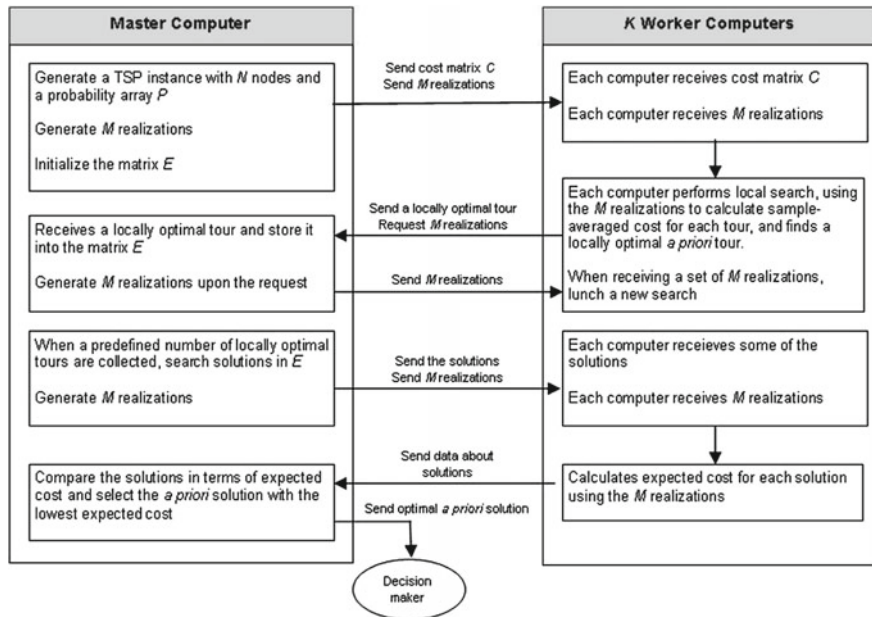 Master Computer
K Worker Computers
Generate a TSP instance with N nodes and
a probability array P
Generate M realizations
Initialize the matrix E
Send cost matrix C
Send M realizations
Each computer receives cost matrix C
Each computer receives M realizations
Each computer performs local search, using
the M realizations to calculate sample-
averaged cost for each tour, and finds a
locally optimal a priori tour.
When receiving a set of M realizations,
lunch a new search
Send a locally optimal tour
Request M realizations
Receives a locally optimal tour and store it
into the matrix E
Generate M realizations upon the request
Send M realizations
When a predefined number of locally optimal
tours are collected, search solutions in E
Generate M realizations
Send the solutions
Send M realizations
Each computer receieves some of the
solutions
Each computer receives M realizations
Calculates expected cost for each solution
using the M realizations
Send data about
solutions
Compare the solutions in terms of expected
cost and select the a priori solution with the
lowest expected cost
Send optimal a priori solution
Decision
maker